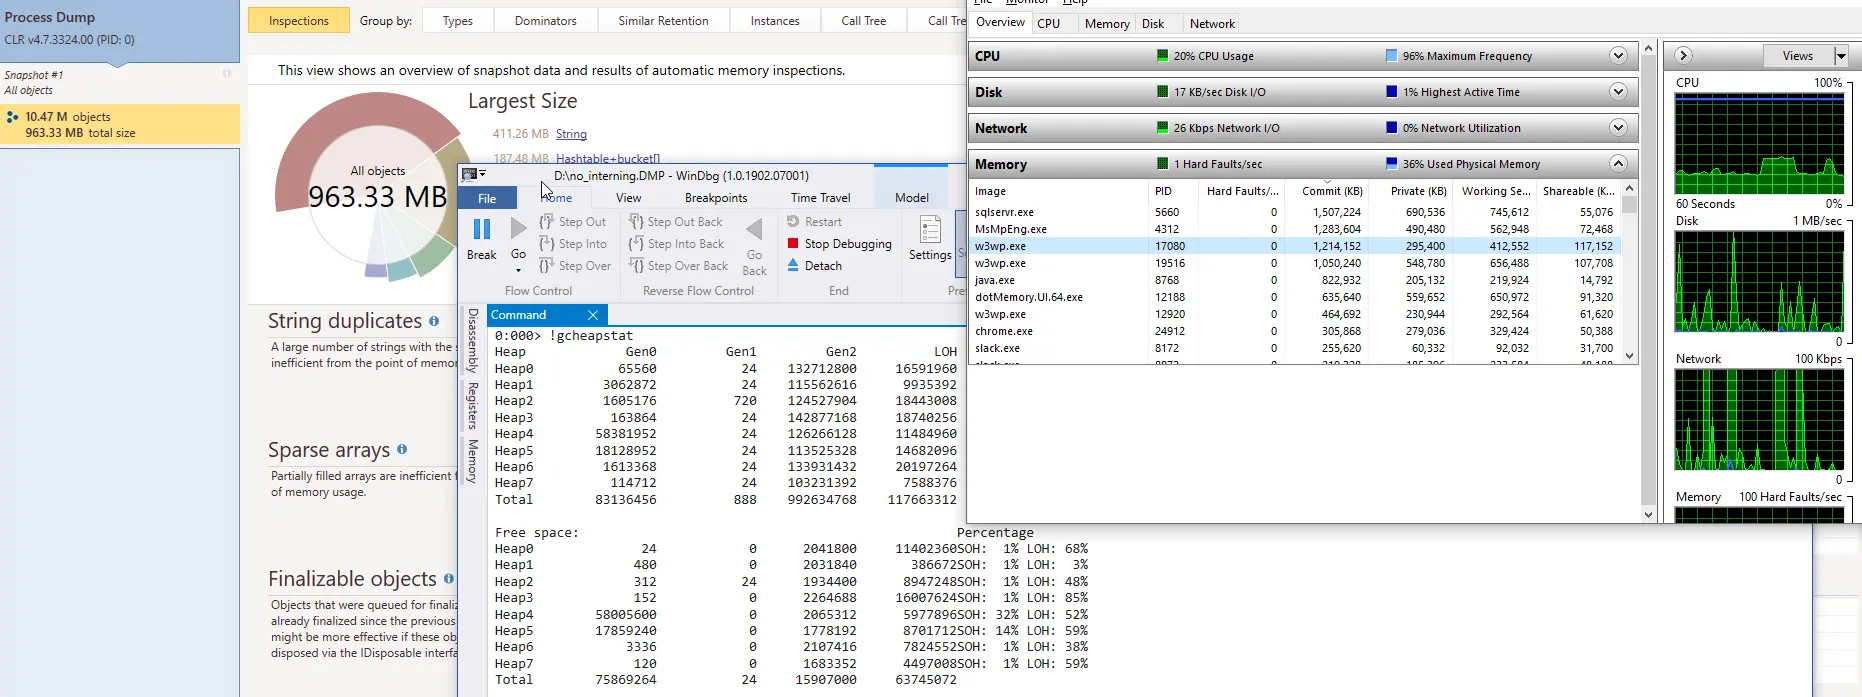 Process Dump
CLR v4.7.3324.00 (PID: 0)
Snapshot #1
All objects
10.47 M objects
963.33 MB total size
Inspections Group by: Types Dominators Similar Retention Instances Call Tree Call Tre
This view shows an overview of snapshot data and results of automatic memory inspections.
All objects
963.33 MB
Largest Size
411.26 MB String
187.48 MB Hashtable+bucket[]
String duplicates
A large number of strings with the s
inefficient from the point of memor
Sparse arrays
Partially filled arrays are inefficient f
of memory usage.
Finalizable objects
Objects that were queued for finaliz
already finalized since the previous
might be more effective if these obj
disposed via the IDisposable interfa
D:\no_interning.DMP - WinDbg (1.0.1902.07001)
File Home View Breakpoints Time Travel Model
Break Go
Step Out
Step Into
Step Over
Flow Control
Step Out Back
Step Into Back
Step Over Back
Go Back
Reverse Flow Control
Restart
Stop Debugging
Detach
End
Settings
Disassembly
Registers
Memory
Command
0:000> !gcheapstat
Heap Gen0 Gen1 Gen2 LOH
Heap0 65560 24 132712800 16591960
Heap1 3062872 24 115562616 9935392
Heap2 1605176 720 124527904 18443008
Heap3 163864 24 142877168 18740256
Heap4 58381952 24 126266128 11484960
Heap5 18128952 24 113525328 14682096
Heap6 1613368 24 133931432 20197264
Heap7 114712 24 103231392 7588376
Total 83136456 888 992634768 117663312
Free space: Percentage
Heap0 24 0 2041800 11402360SOH: 1% LOH: 68%
Heap1 480 0 2031840 386672SOH: 1% LOH: 3%
Heap2 312 24 1934400 8947248SOH: 1% LOH: 48%
Heap3 152 0 2264688 16007624SOH: 1% LOH: 85%
Heap4 58005600 0 2065312 5977896SOH: 32% LOH: 52%
Heap5 17859240 0 1778192 8701712SOH: 14% LOH: 59%
Heap6 3336 0 2107416 7824552SOH: 1% LOH: 38%
Heap7 120 0 1683352 4497008SOH: 1% LOH: 59%
Total 75869264 24 15907000 63745072
File Monitor Help
Overview CPU Memory Disk Network
CPU 20% CPU Usage 96% Maximum Frequency
Disk 17 KB/sec Disk I/O 1% Highest Active Time
Network 26 Kbps Network I/O 0% Network Utilization
Memory 1 Hard Faults/sec 36% Used Physical Memory
Image PID Hard Faults/... Commit (KB) Private (KB) Working Se... Shareable (K...
sqlservr.exe 5660 0 1,507,224 690,536 745,612 55,076
MsMpEng.exe 4312 0 1,283,604 490,480 562,948 72,468
w3wp.exe 17080 0 1,214,152 295,400 412,552 117,152
w3wp.exe 19516 0 1,050,240 548,780 656,488 107,708
java.exe 8768 0 822,932 205,132 219,924 14,792
dotMemory.UI.64.exe 12188 0 635,640 559,652 650,972 91,320
w3wp.exe 12920 0 464,692 230,944 292,564 61,620
chrome.exe 24912 0 305,868 279,036 329,424 50,388
slack.exe 8172 0 255,620 60,332 92,032 31,700
Views
CPU 100%
60 Seconds 0%
Disk 1 MB/sec
0
Network 100 Kbps
0
Memory 100 Hard Faults/sec